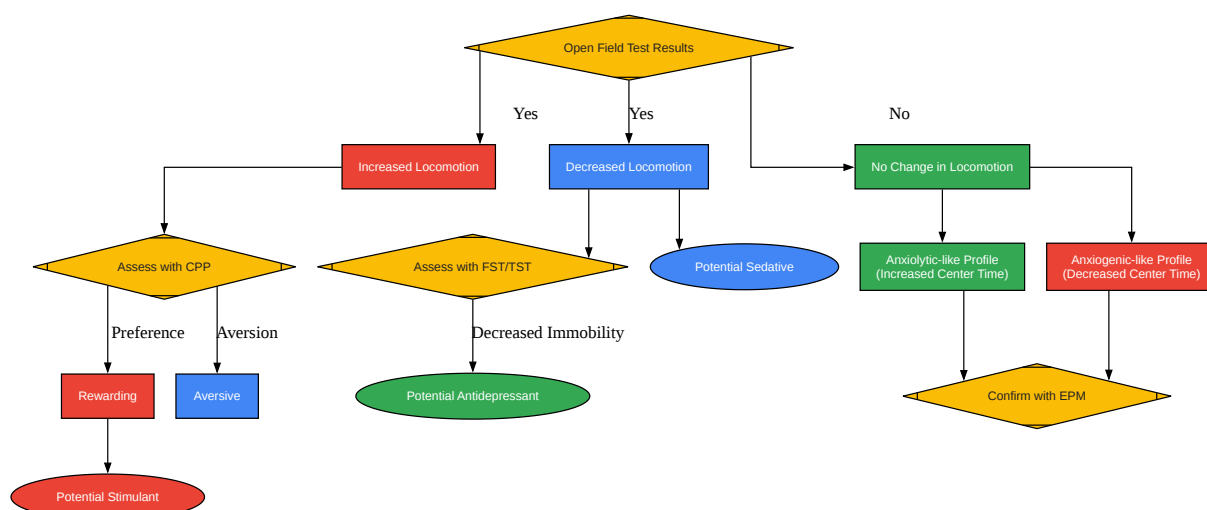 Open Field Test Results
Yes
Yes
No
Increased Locomotion
Decreased Locomotion
No Change in Locomotion
Assess with CPP
Assess with FST/TST
Potential Sedative
Anxiolytic-like Profile
(Increased Center Time)
Anxiogenic-like Profile
(Decreased Center Time)
Preference
Aversion
Decreased Immobility
Rewarding
Aversive
Potential Antidepressant
Confirm with EPM
Potential Stimulant